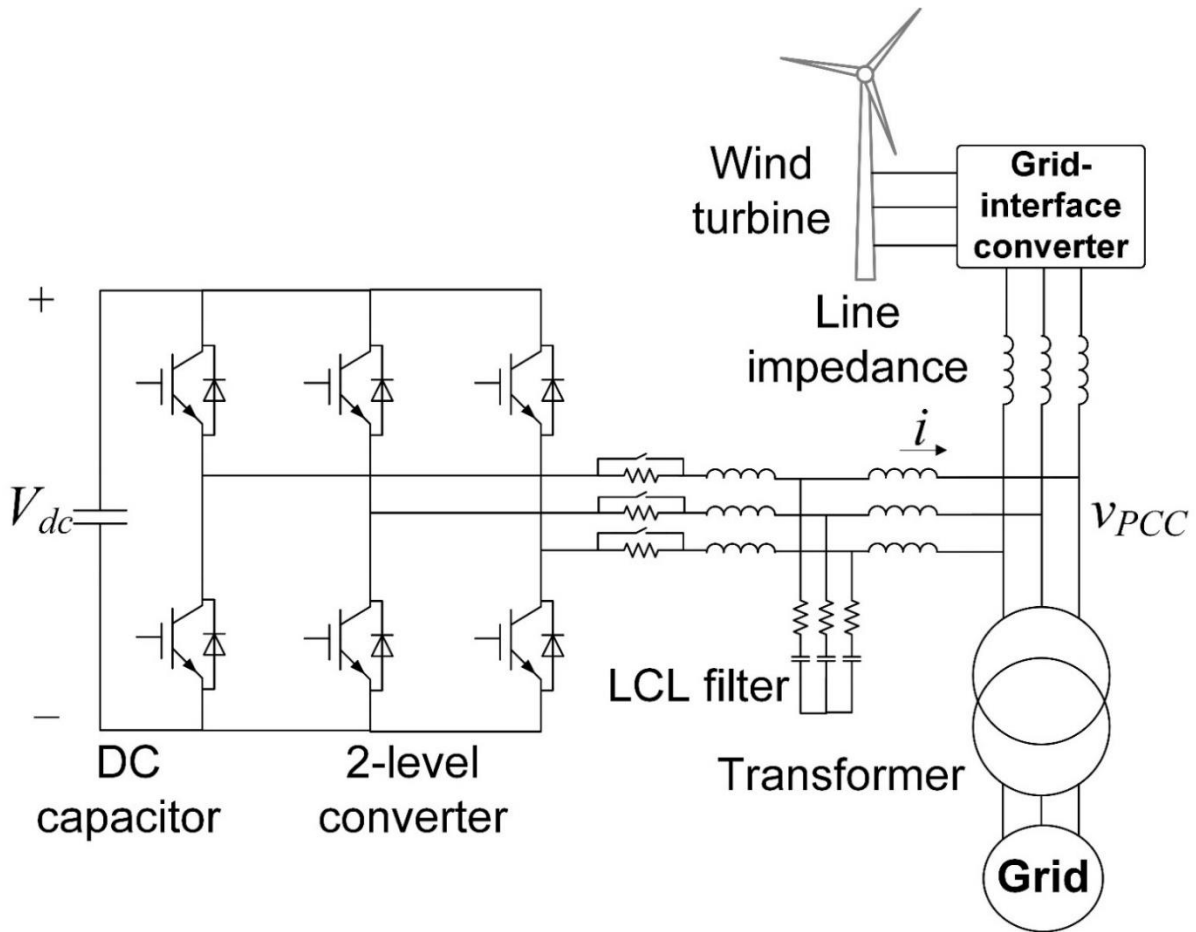 Wind
turbine
Grid-
interface
converter
Line
impedance
+
i
V_dc
v_PCC
−
LCL filter
DC
capacitor
2-level
converter
Transformer
Grid